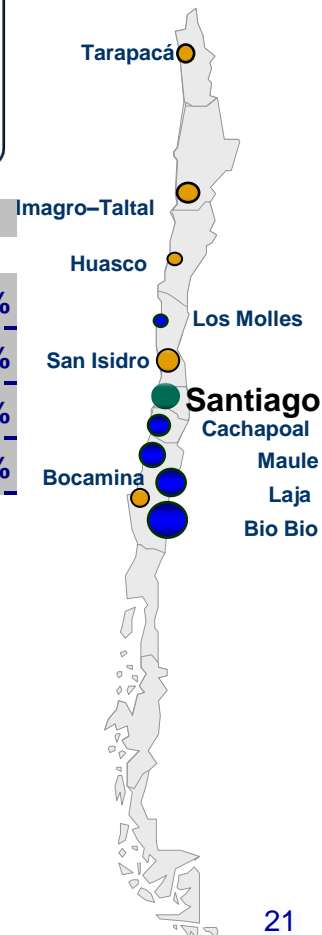 Tarapacá
Imagro–Taltal
Huasco
%
Los Molles
%
San Isidro
Santiago
%
Cachapoal
Maule
%
Bocamina
Laja
Bio Bio
21